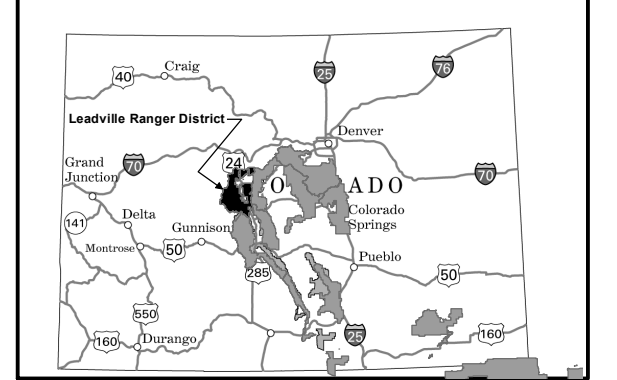 40
Craig
25
76
Leadville Ranger District
Denver
Grand
Junction
70
24
O
ADO
70
141
Delta
Gunnison
Colorado
Springs
Montrose
50
Pueblo
285
50
550
160
Durango
25
160